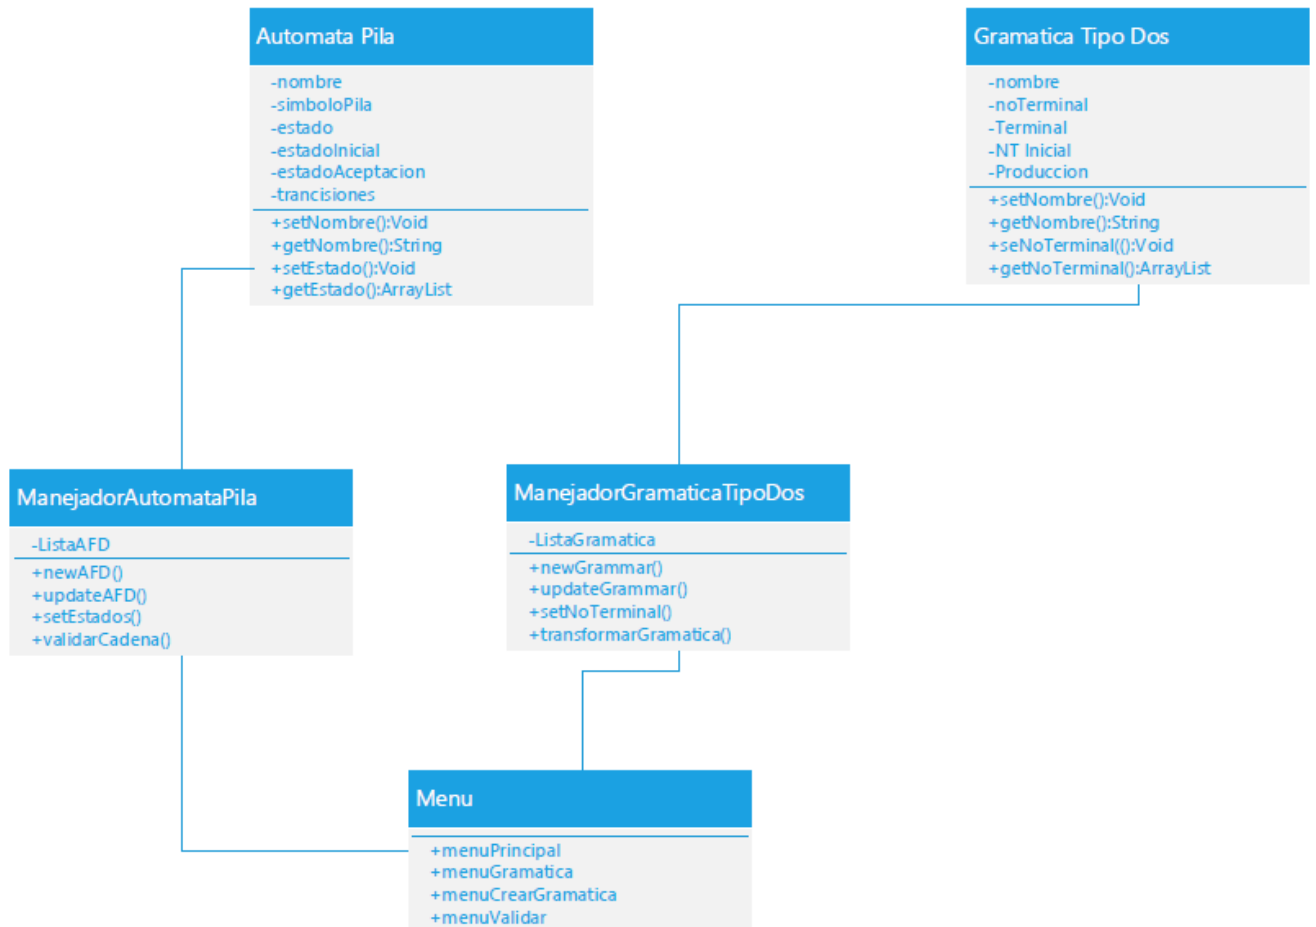 Automata Pila
-nombre
-simboloPila
-estado
-estadoInicial
-estadoAceptacion
-trancisiones
+setNombre():Void
+getNombre():String
+setEstado():Void
+getEstado():ArrayList
Gramatica Tipo Dos
-nombre
-noTerminal
-Terminal
-NT Inicial
-Produccion
+setNombre():Void
+getNombre():String
+seNoTerminal(():Void
+getNoTerminal():ArrayList
ManejadorAutomataPila
-ListaAFD
+newAFD()
+updateAFD()
+setEstados()
+validarCadena()
ManejadorGramaticaTipoDos
-ListaGramatica
+newGrammar()
+updateGrammar()
+setNoTerminal()
+transformarGramatica()
Menu
+menuPrincipal
+menuGramatica
+menuCrearGramatica
+menuValidar